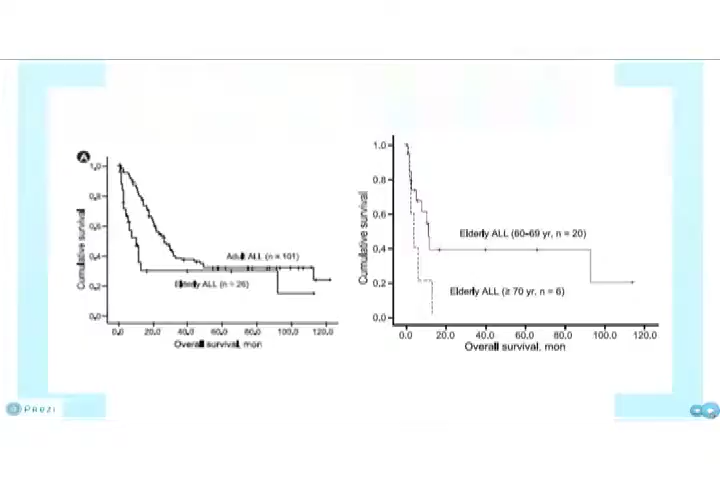 A
Cumulative survival
1,0
0,8
0,6
0,4
0,2
0,0
Adult ALL (n = 101)
Elderly ALL (n = 26)
0,0 20,0 40,0 60,0 80,0 100,0 120,0
Overall survival, mon
Cumulative survival
1.0
0.8
0.6
0.4
0.2
0.0
Elderly ALL (60-69 yr, n = 20)
Elderly ALL (≥ 70 yr, n = 6)
0.0 20.0 40.0 60.0 80.0 100.0 120.0
Overall survival, mon
Prezi